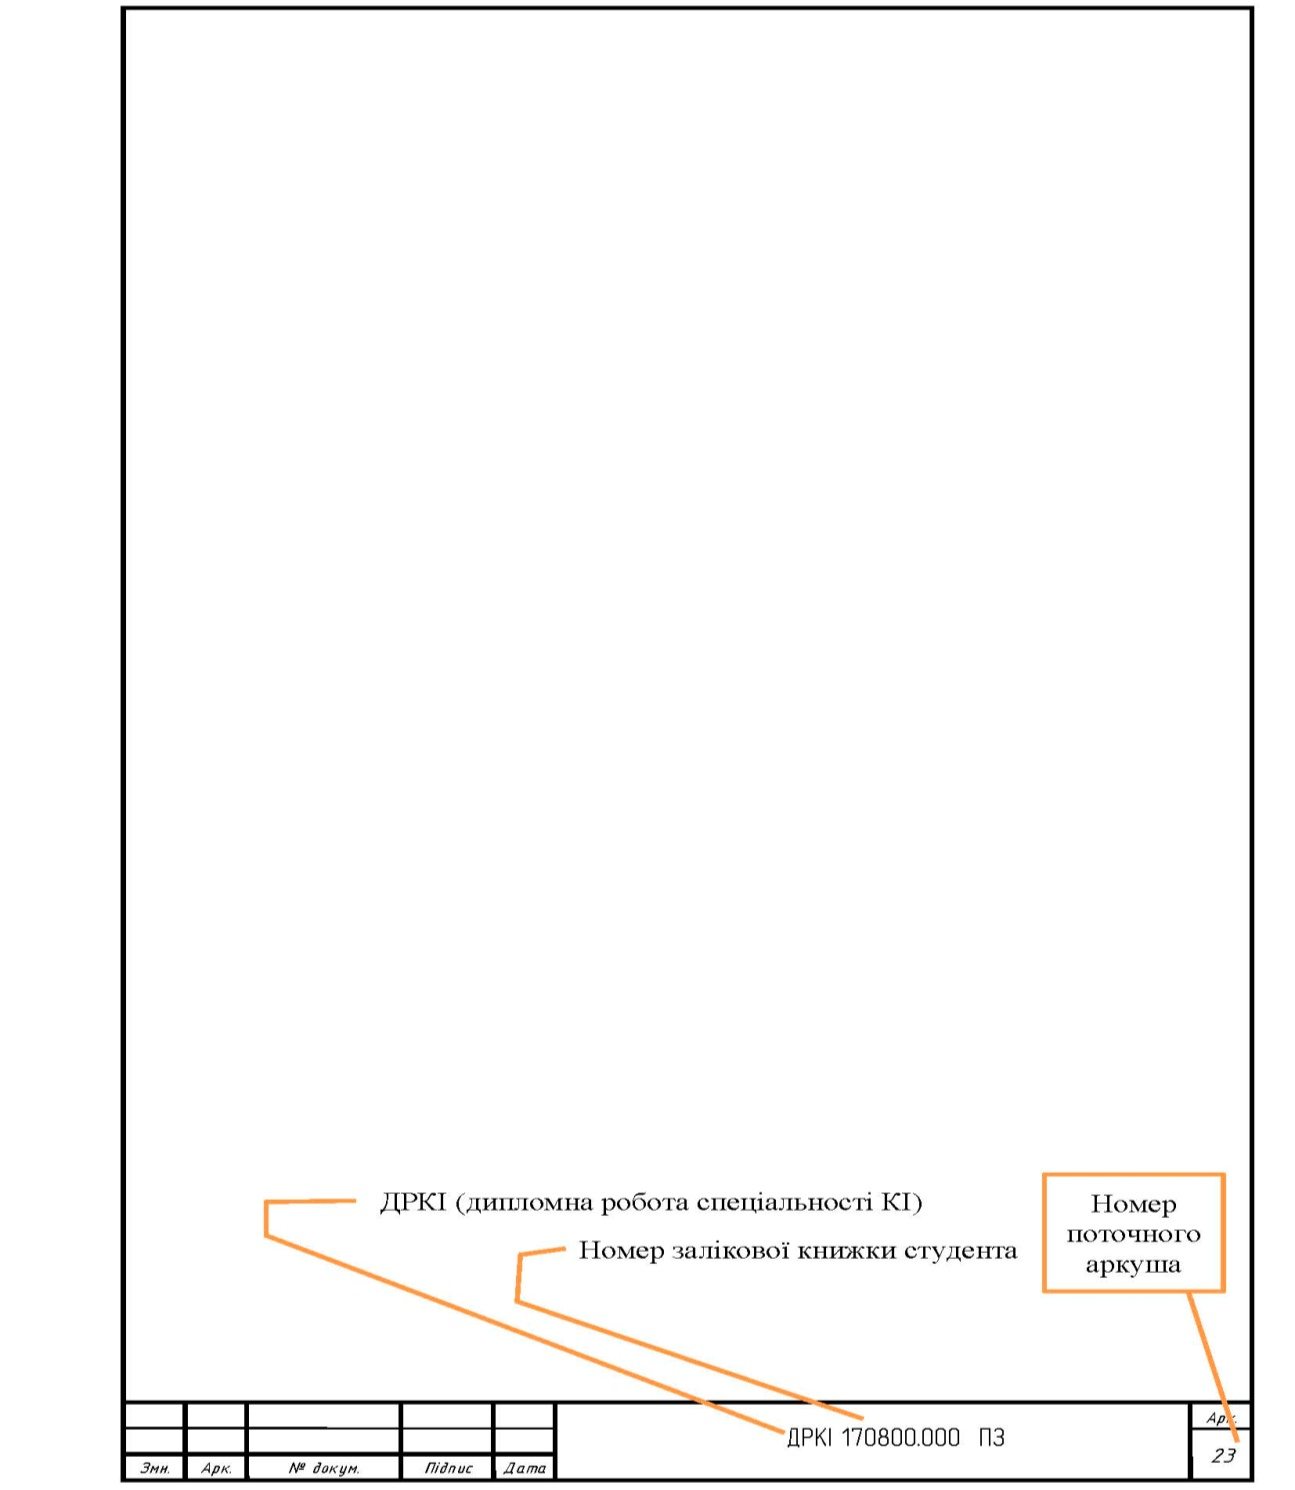 ДРКІ (дипломна робота спеціальності КІ)
Номер залікової книжки студента
Номер
поточного
аркуша
ДРКІ 170800.000 ПЗ
Арк.
23
Змн. Арк. № докум. Підпис Дата